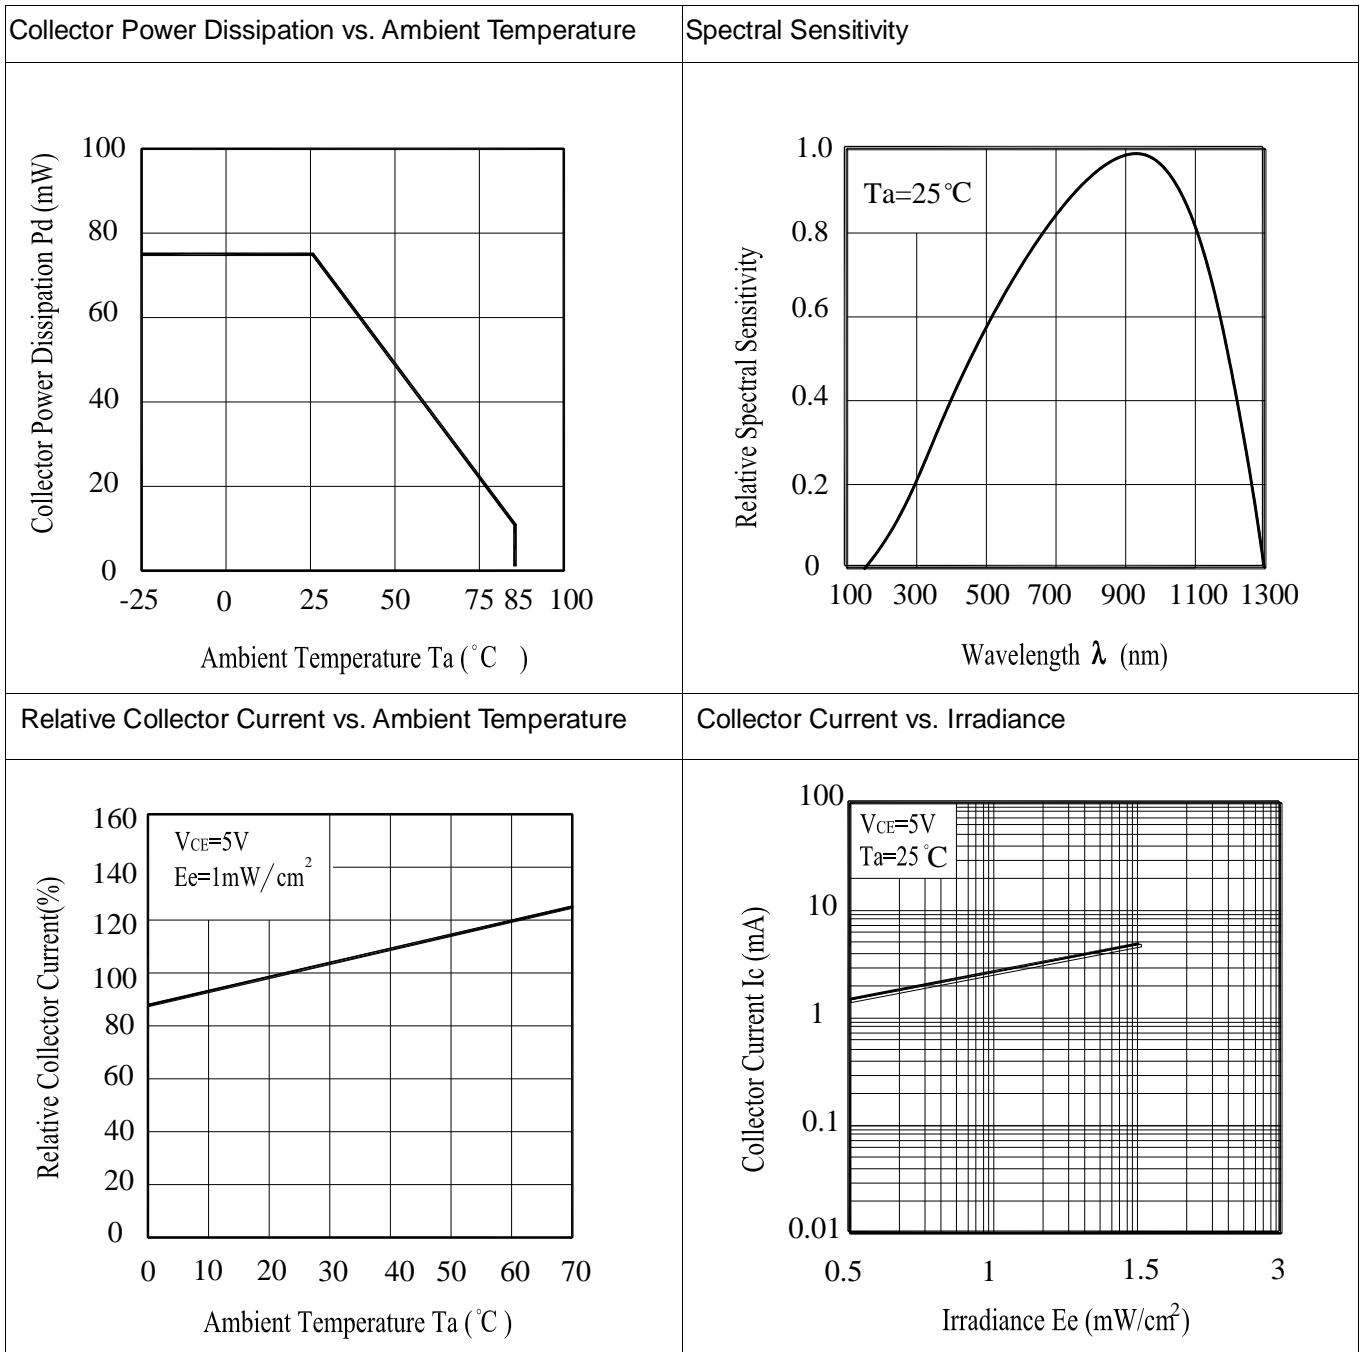 Collector Power Dissipation vs. Ambient Temperature
Spectral Sensitivity
Collector Power Dissipation Pd (mW)
100
80
60
40
20
0
-25 0 25 50 75 85 100
Ambient Temperature Ta (°C )
Relative Spectral Sensitivity
1.0
0.8
0.6
0.4
0.2
0
Ta=25°C
100 300 500 700 900 1100 1300
Wavelength λ (nm)
Relative Collector Current vs. Ambient Temperature
Collector Current vs. Irradiance
Relative Collector Current(%)
160
140
120
100
80
60
40
20
0
VCE=5V
Ee=1mW/cm²
0 10 20 30 40 50 60 70
Ambient Temperature Ta (°C )
Collector Current Ic (mA)
100
10
1
0.1
0.01
VCE=5V
Ta=25°C
0.5 1 1.5 3
Irradiance Ee (mW/cm²)